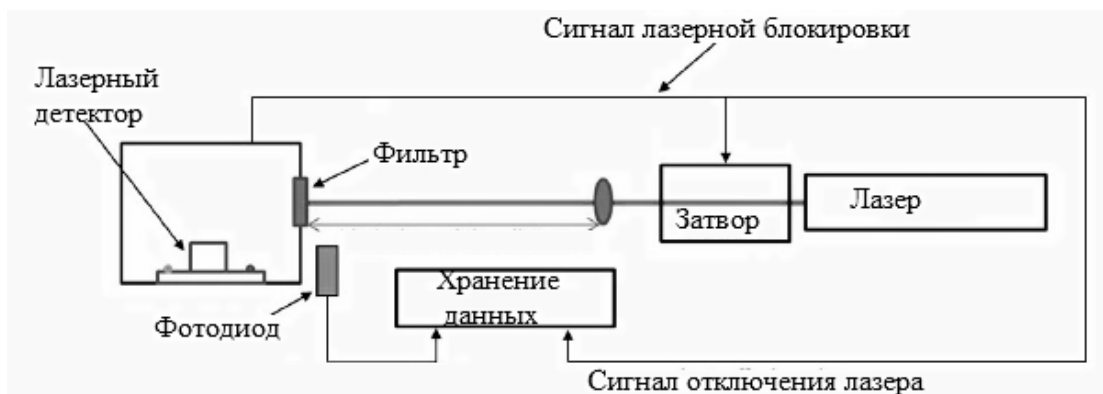 Сигнал лазерной блокировки
Лазерный
детектор
Фильтр
Лазер
Затвор
Хранение
данных
Фотодиод
Сигнал отключения лазера